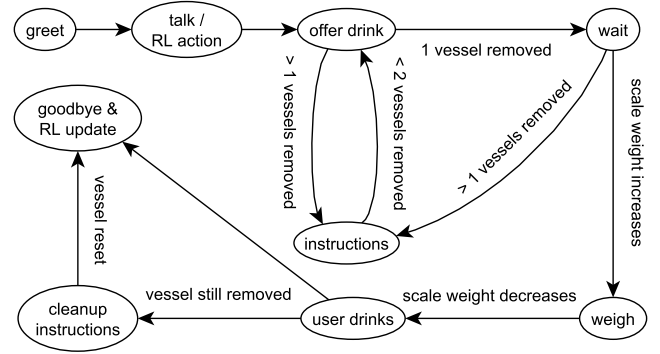 greet
talk /
RL action
offer drink
wait
1 vessel removed
> 1 vessels removed
< 2 vessels removed
> 1 vessels removed
scale weight increases
goodbye &
RL update
vessel reset
instructions
cleanup
instructions
vessel still removed
user drinks
scale weight decreases
weigh